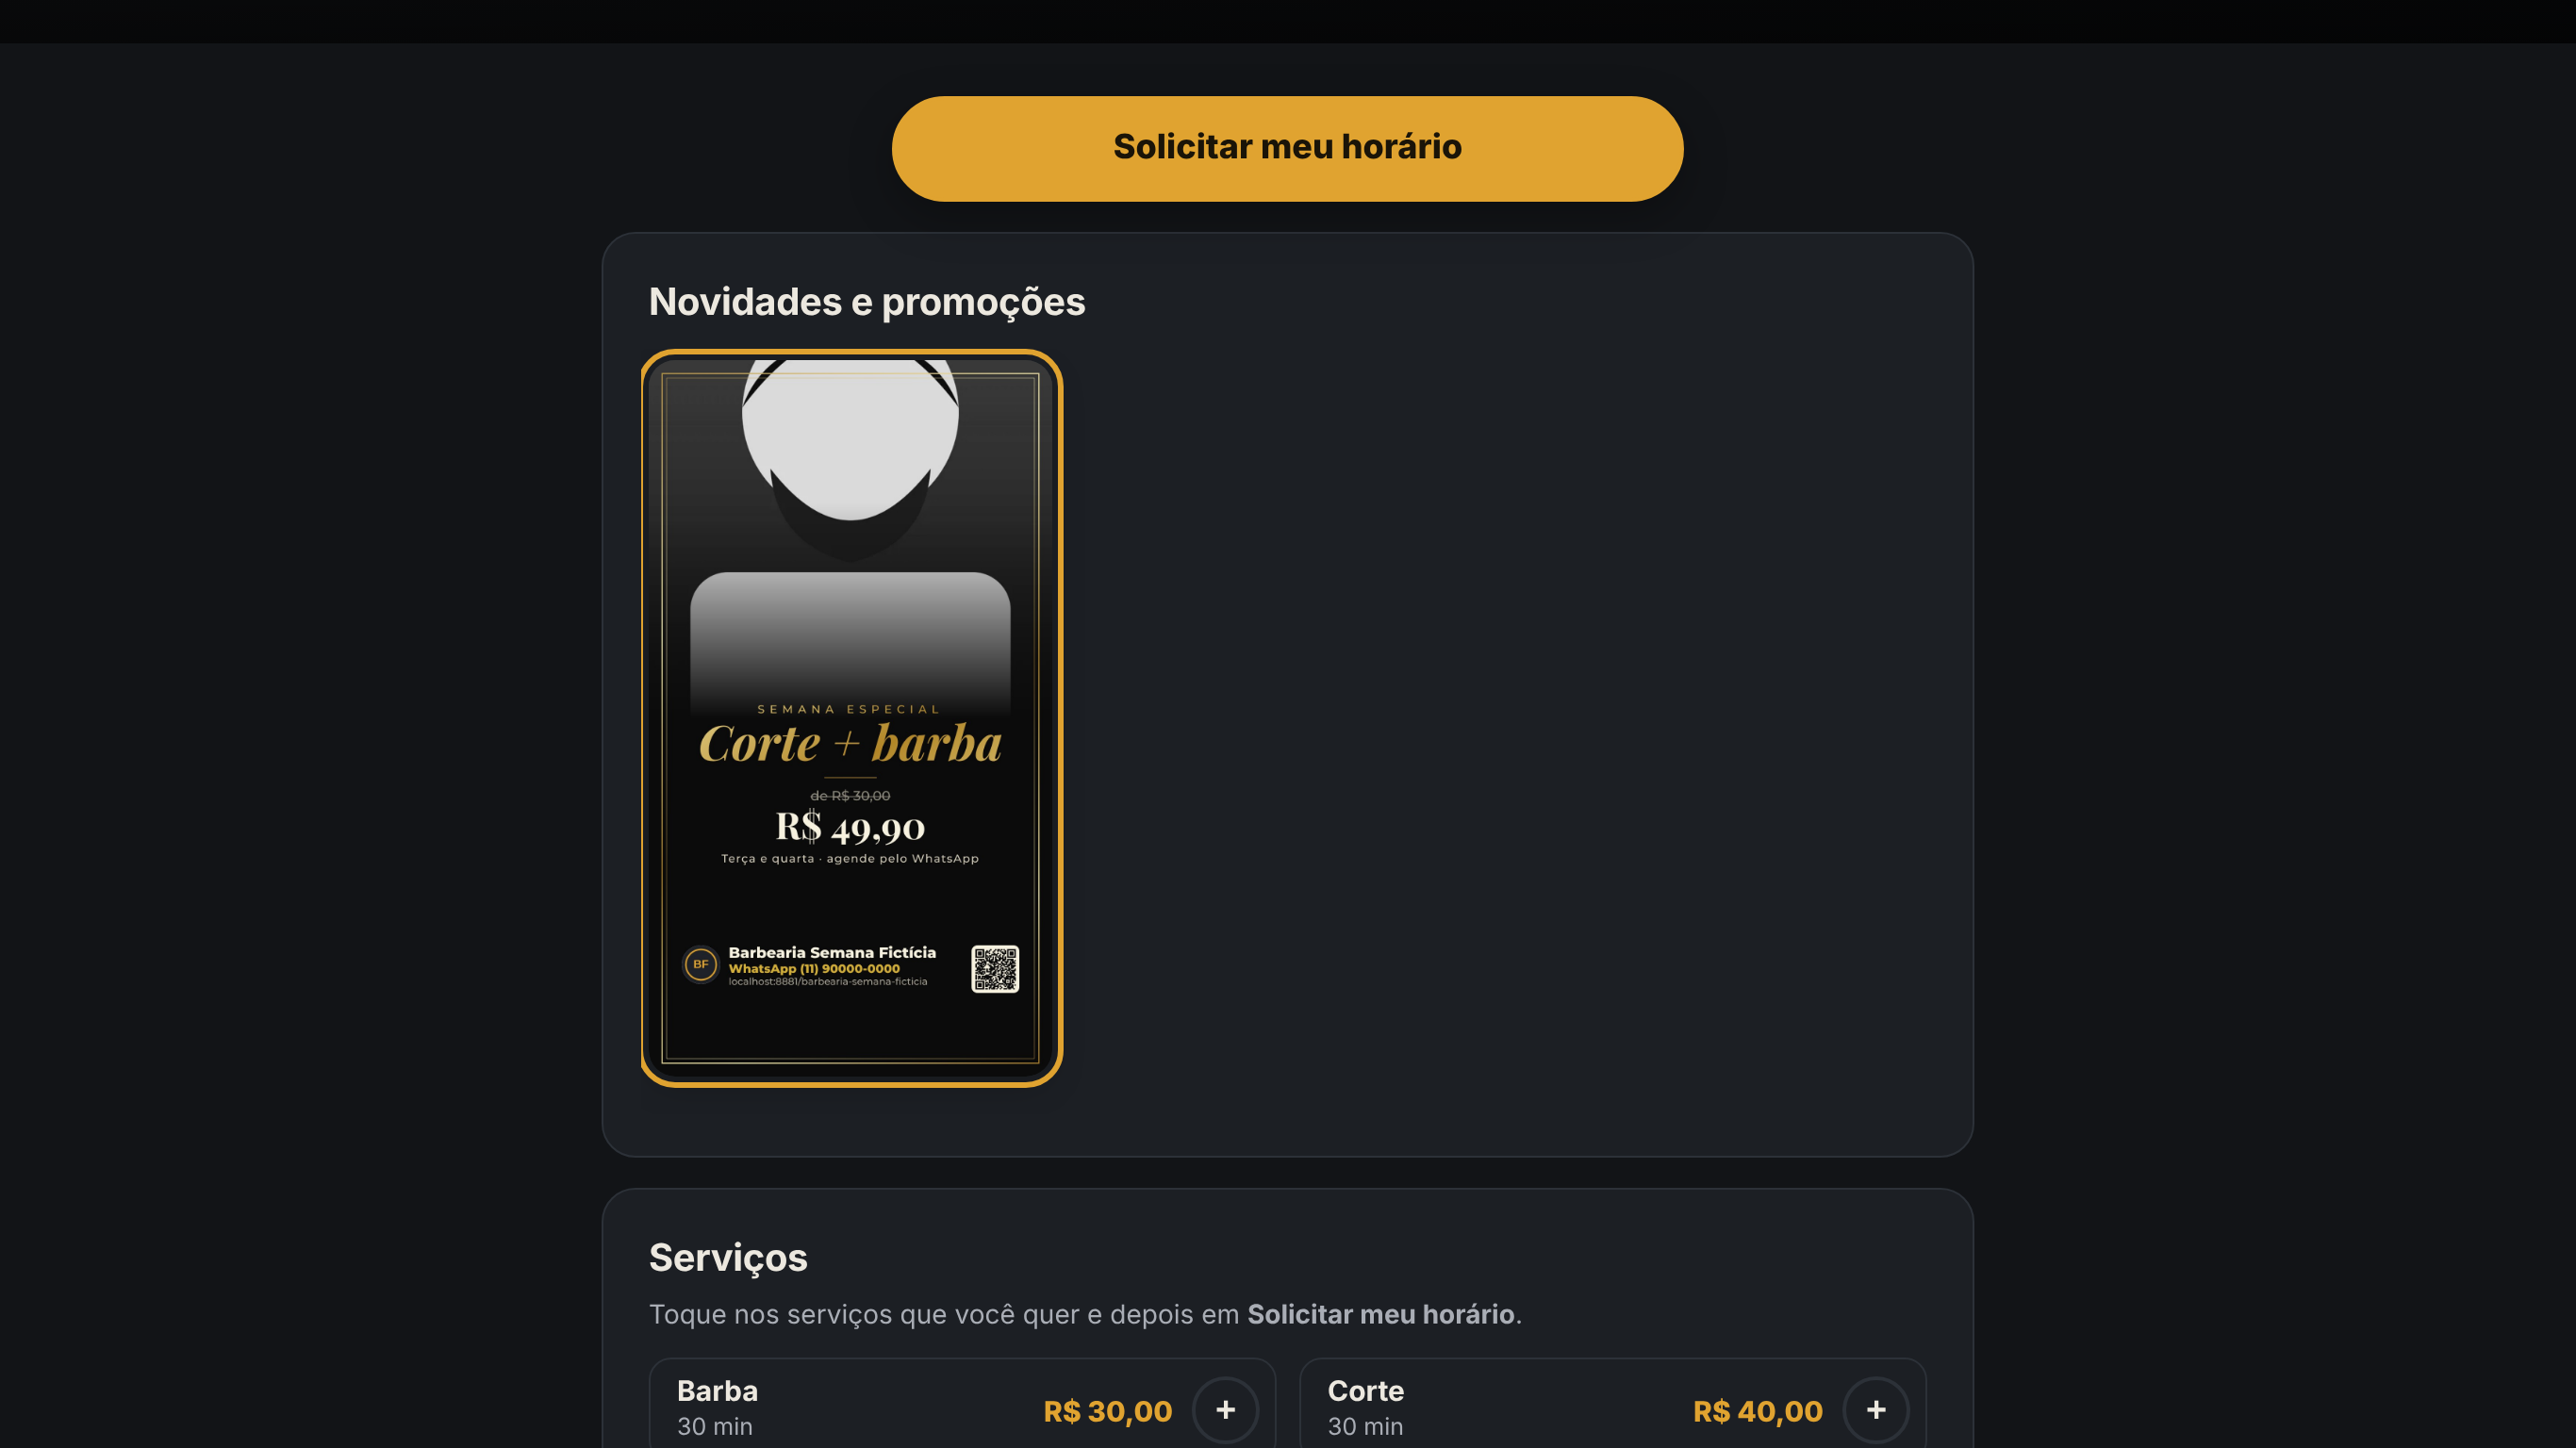 Solicitar meu horário
Novidades e promoções
SEMANA ESPECIAL
Corte + barba
de R$ 30,00
R$ 49,90
Terça e quarta · agende pelo WhatsApp
BF
Barbearia Semana Fictícia
WhatsApp (11) 90000-0000
localhost:8881/barbearia-semana-ficticia
Serviços
Toque nos serviços que você quer e depois em Solicitar meu horário.
Barba
R$ 30,00
+
30 min
Corte
R$ 40,00
+
30 min